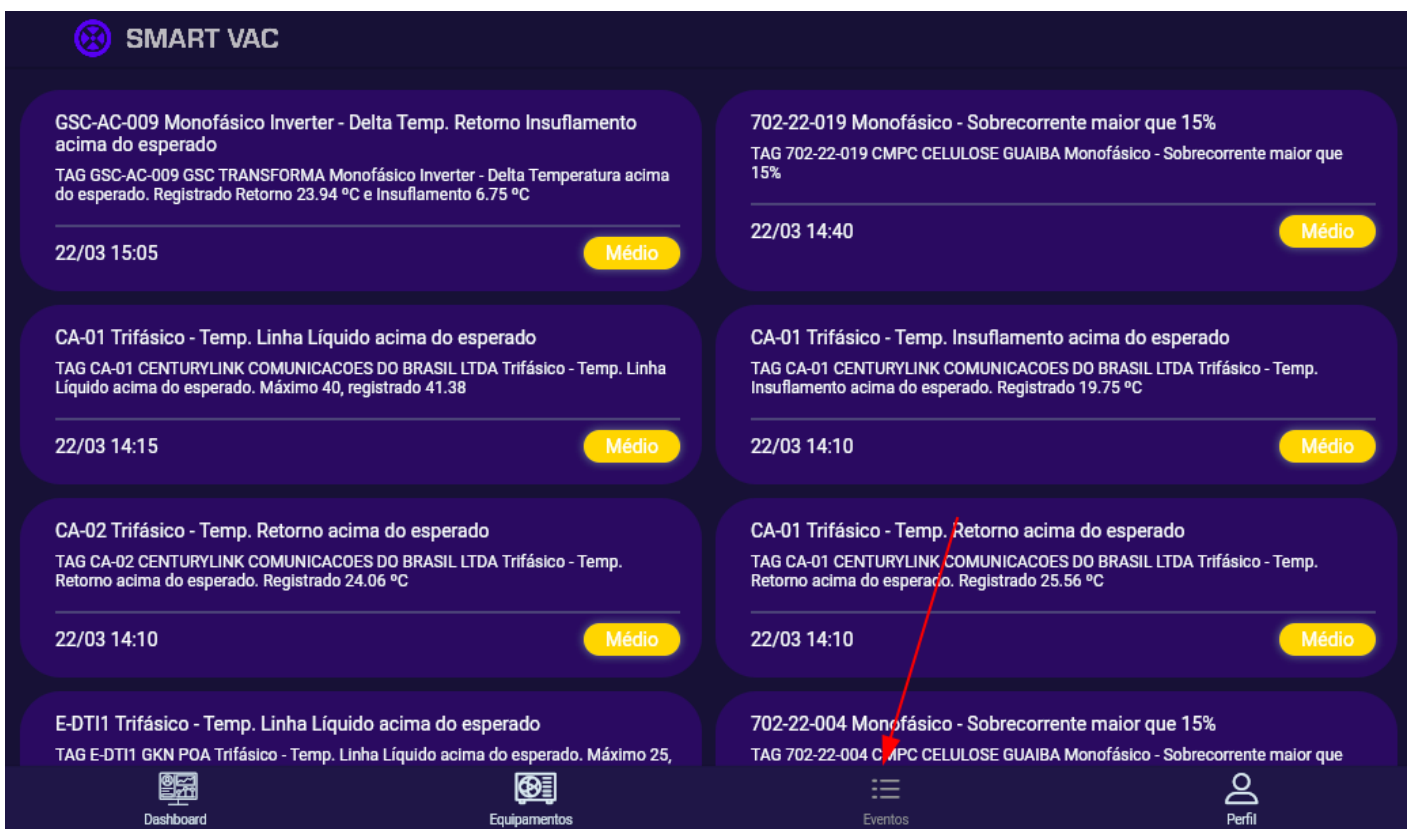 SMART VAC
GSC-AC-009 Monofásico Inverter - Delta Temp. Retorno Insuflamento
acima do esperado
TAG GSC-AC-009 GSC TRANSFORMA Monofásico Inverter - Delta Temperatura acima
do esperado. Registrado Retorno 23.94 ºC e Insuflamento 6.75 ºC
22/03 15:05
Médio
702-22-019 Monofásico - Sobrecorrente maior que 15%
TAG 702-22-019 CMPC CELULOSE GUAIBA Monofásico - Sobrecorrente maior que
15%
22/03 14:40
Médio
CA-01 Trifásico - Temp. Linha Líquido acima do esperado
TAG CA-01 CENTURYLINK COMUNICACOES DO BRASIL LTDA Trifásico - Temp. Linha
Líquido acima do esperado. Máximo 40, registrado 41.38
22/03 14:15
Médio
CA-01 Trifásico - Temp. Insuflamento acima do esperado
TAG CA-01 CENTURYLINK COMUNICACOES DO BRASIL LTDA Trifásico - Temp.
Insuflamento acima do esperado. Registrado 19.75 ºC
22/03 14:10
Médio
CA-02 Trifásico - Temp. Retorno acima do esperado
TAG CA-02 CENTURYLINK COMUNICACOES DO BRASIL LTDA Trifásico - Temp.
Retorno acima do esperado. Registrado 24.06 ºC
22/03 14:10
Médio
CA-01 Trifásico - Temp. Retorno acima do esperado
TAG CA-01 CENTURYLINK COMUNICACOES DO BRASIL LTDA Trifásico - Temp.
Retorno acima do esperado. Registrado 25.56 ºC
22/03 14:10
Médio
E-DTI1 Trifásico - Temp. Linha Líquido acima do esperado
TAG E-DTI1 GKN POA Trifásico - Temp. Linha Líquido acima do esperado. Máximo 25,
702-22-004 Monofásico - Sobrecorrente maior que 15%
TAG 702-22-004 CMPC CELULOSE GUAIBA Monofásico - Sobrecorrente maior que
Dashboard
Equipamentos
Eventos
Perfil